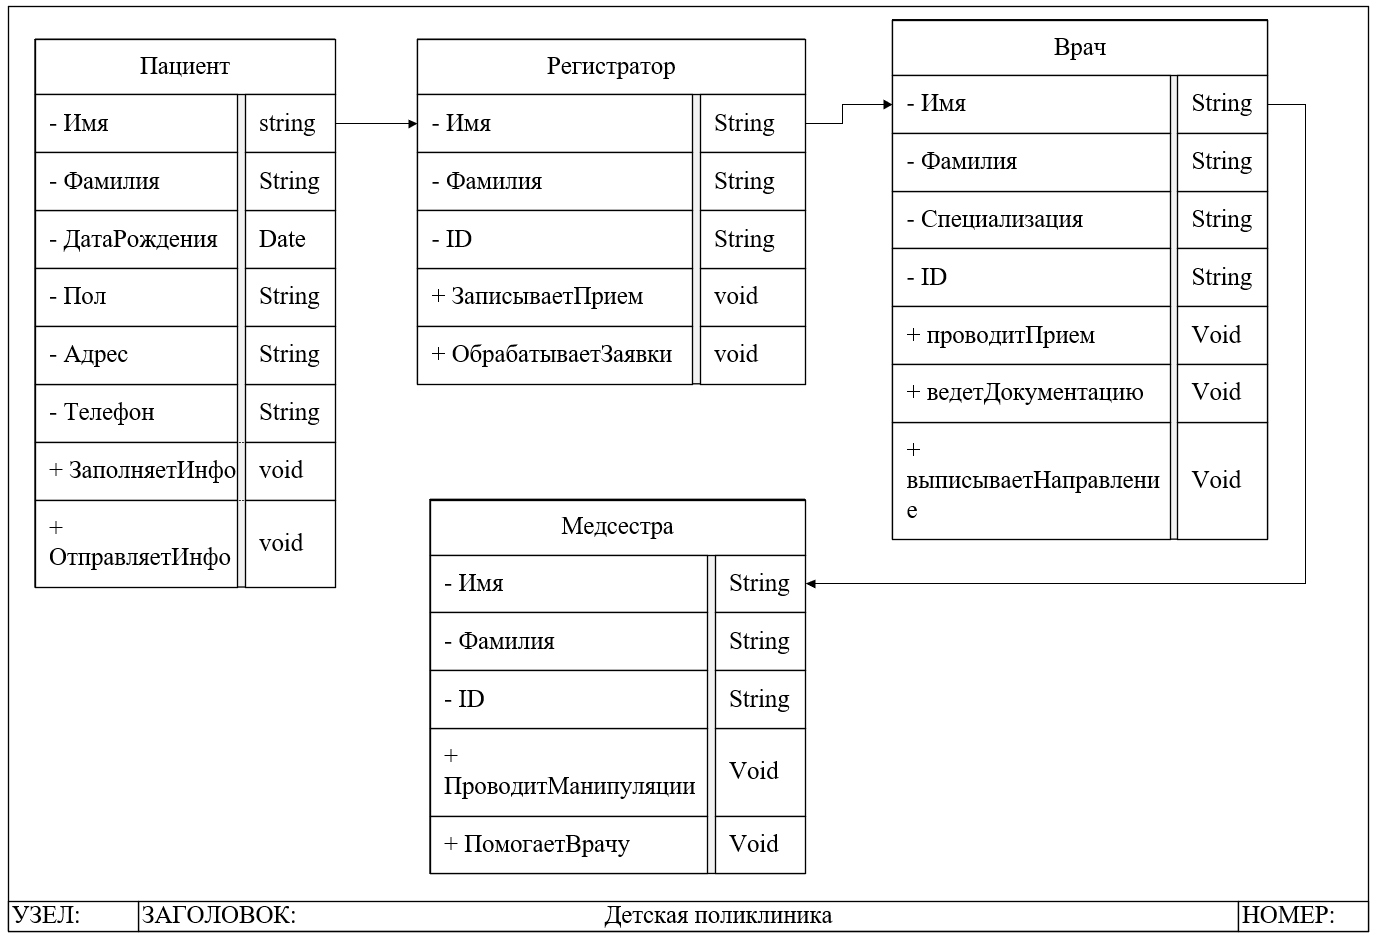 Пациент
- Имя string
- Фамилия String
- ДатаРождения Date
- Пол String
- Адрес String
- Телефон String
+ ЗаполняетИнфо void
+
ОтправляетИнфо void
Регистратор
- Имя String
- Фамилия String
- ID String
+ ЗаписываетПрием void
+ ОбрабатываетЗаявки void
Врач
- Имя String
- Фамилия String
- Специализация String
- ID String
+ проводитПрием Void
+ ведетДокументацию Void
+
выписываетНаправлени Void
е
Медсестра
- Имя String
- Фамилия String
- ID String
+
ПроводитМанипуляции Void
+ ПомогаетВрачу Void
УЗЕЛ: ЗАГОЛОВОК: Детская поликлиника НОМЕР: